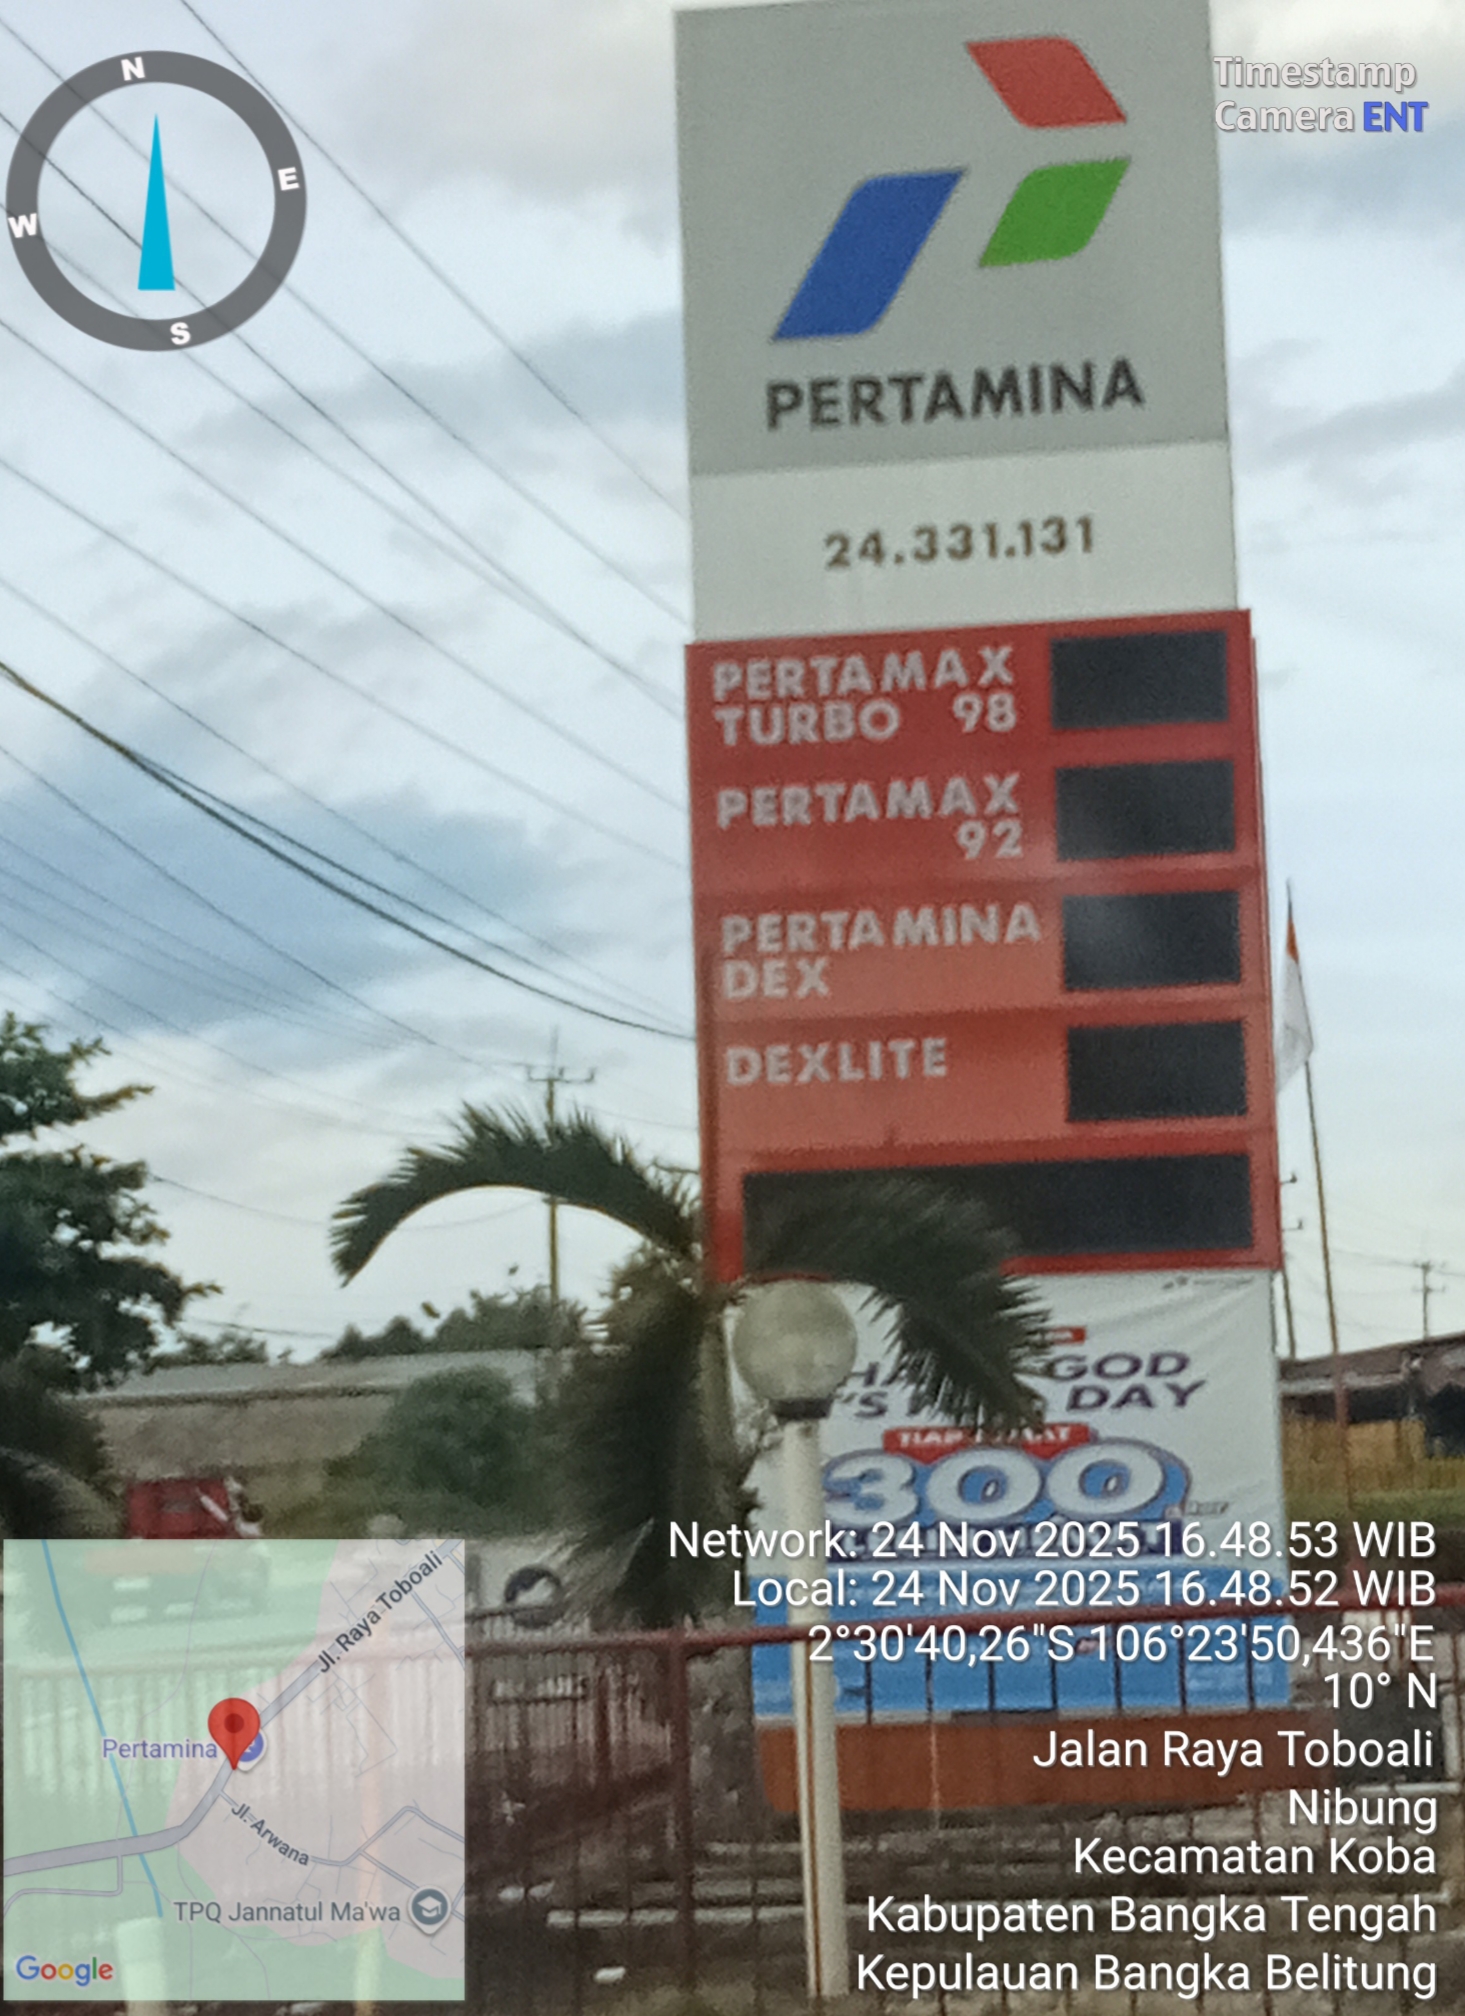 N
E
W
S
Timestamp
Camera ENT
PERTAMINA
24.331.131
PERTAMAX
TURBO 98
PERTAMAX
92
PERTAMINA
DEX
DEXLITE
GOD
DAY
TIAP
300
Network: 24 Nov 2025 16.48.53 WIB
Local: 24 Nov 2025 16.48.52 WIB
2°30'40,26"S 106°23'50,436"E
10° N
Jalan Raya Toboali
Nibung
Kecamatan Koba
Kabupaten Bangka Tengah
Kepulauan Bangka Belitung
Jl. Raya Toboali
Pertamina
Jl. Arwana
TPQ Jannatul Ma'wa
Google